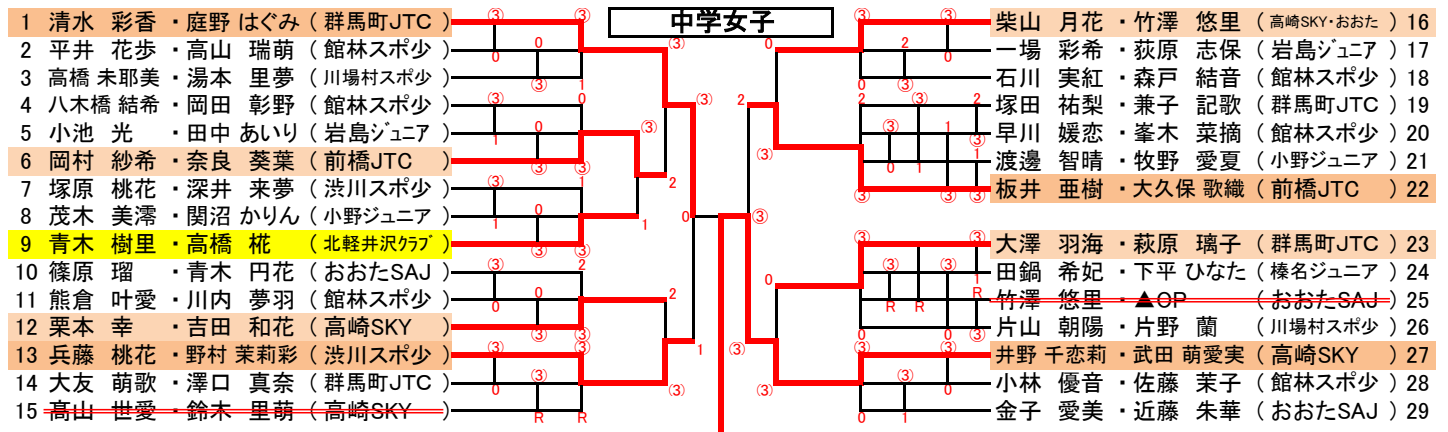 中学女子
1 清水 彩香 ・庭野 はぐみ ( 群馬町JTC )
2 平井 花歩 ・高山 瑞萌 ( 館林スポ少 )
3 高橋 未耶美 ・湯本 里夢 ( 川場村スポ少 )
4 八木橋 結希 ・岡田 彰野 ( 館林スポ少 )
5 小池 光 ・田中 あいり ( 岩島ジュニア )
6 岡村 紗希 ・奈良 葵葉 ( 前橋JTC )
7 塚原 桃花 ・深井 来夢 ( 渋川スポ少 )
8 茂木 美澪 ・関沼 かりん ( 小野ジュニア )
9 青木 樹里 ・高橋 椛 ( 北軽井沢クラブ )
10 篠原 瑠 ・青木 円花 ( おおたSAJ )
11 熊倉 叶愛 ・川内 夢羽 ( 館林スポ少 )
12 栗本 幸 ・吉田 和花 ( 高崎SKY )
13 兵藤 桃花 ・野村 茉莉彩 ( 渋川スポ少 )
14 大友 萌歌 ・澤口 真奈 ( 群馬町JTC )
15 高山 世愛 ・鈴木 里萌 ( 高崎SKY )
柴山 月花 ・竹澤 悠里 ( 高崎SKY・おおた ) 16
一場 彩希 ・荻原 志保 ( 岩島ジュニア ) 17
石川 実紅 ・森戸 結音 ( 館林スポ少 ) 18
塚田 祐梨 ・兼子 記歌 ( 群馬町JTC ) 19
早川 媛恋 ・峯木 菜摘 ( 館林スポ少 ) 20
渡邊 智晴 ・牧野 愛夏 ( 小野ジュニア ) 21
板井 亜樹 ・大久保 歌織 ( 前橋JTC ) 22
大澤 羽海 ・萩原 璃子 ( 群馬町JTC ) 23
田鍋 希妃 ・下平 ひなた ( 榛名ジュニア ) 24
竹澤 悠里 ・▲OP ( おおたSAJ ) 25
片山 朝陽 ・片野 蘭 ( 川場村スポ少 ) 26
井野 千恋莉 ・武田 萌愛実 ( 高崎SKY ) 27
小林 優音 ・佐藤 茉子 ( 館林スポ少 ) 28
金子 愛美 ・近藤 朱華 ( おおたSAJ ) 29